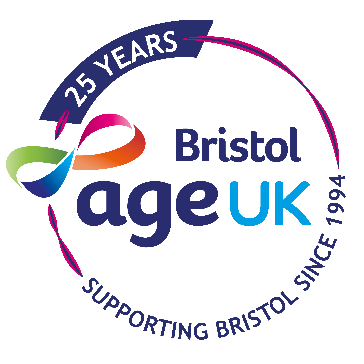 25 YEARS
Bristol
age UK
SUPPORTING BRISTOL SINCE 1994